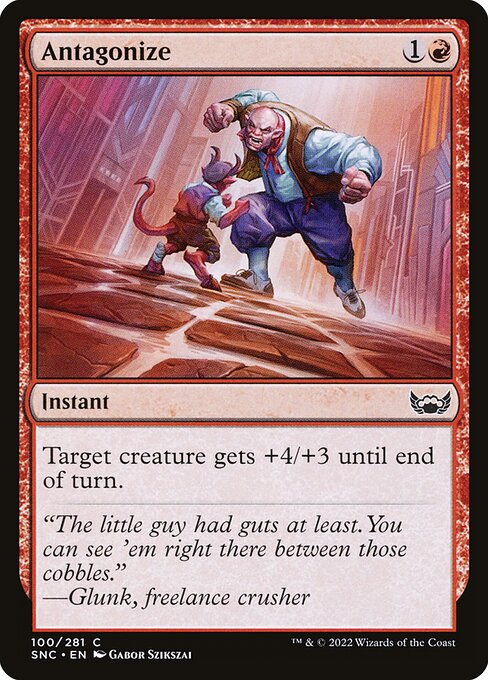 Antagonize 1
Instant
Target creature gets +4/+3 until end
of turn.
“The little guy had guts at least. You
can see ’em right there between those
cobbles.”
—Glunk, freelance crusher
100/281 C
SNC • EN Gabor Szikszai
™ & © 2022 Wizards of the Coast